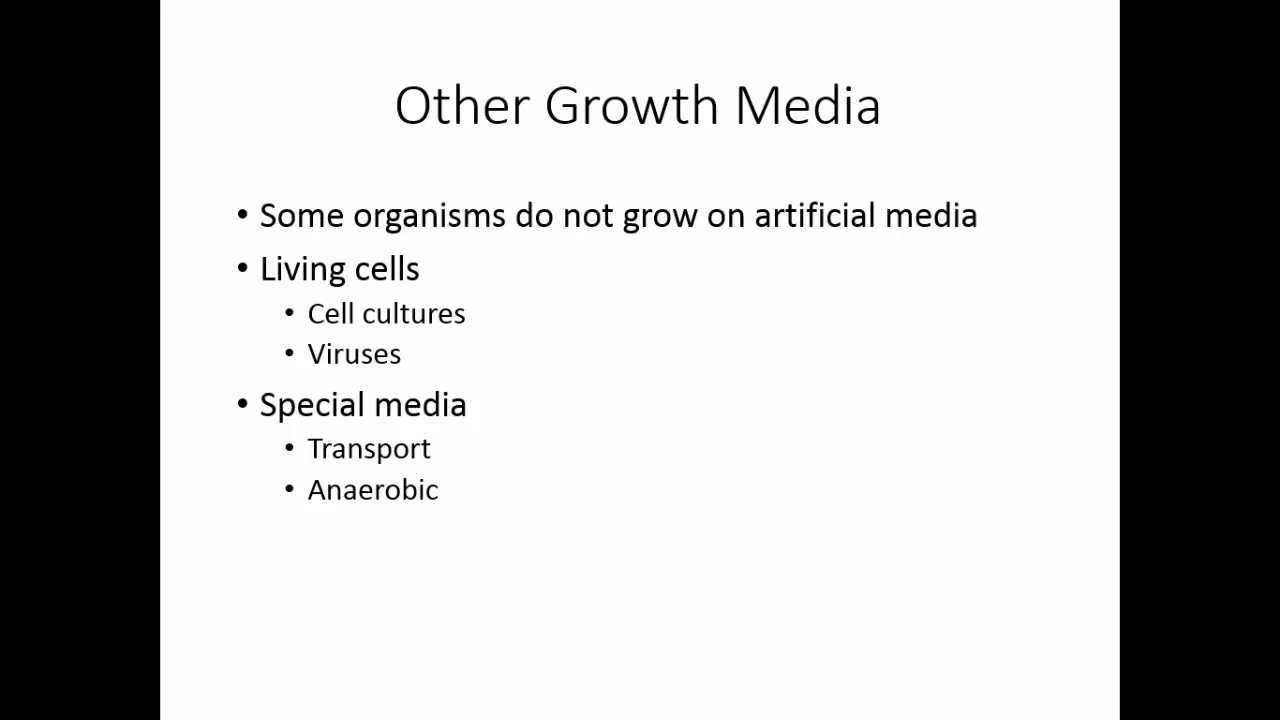 Other Growth Media
• Some organisms do not grow on artificial media
• Living cells
• Cell cultures
• Viruses
• Special media
• Transport
• Anaerobic